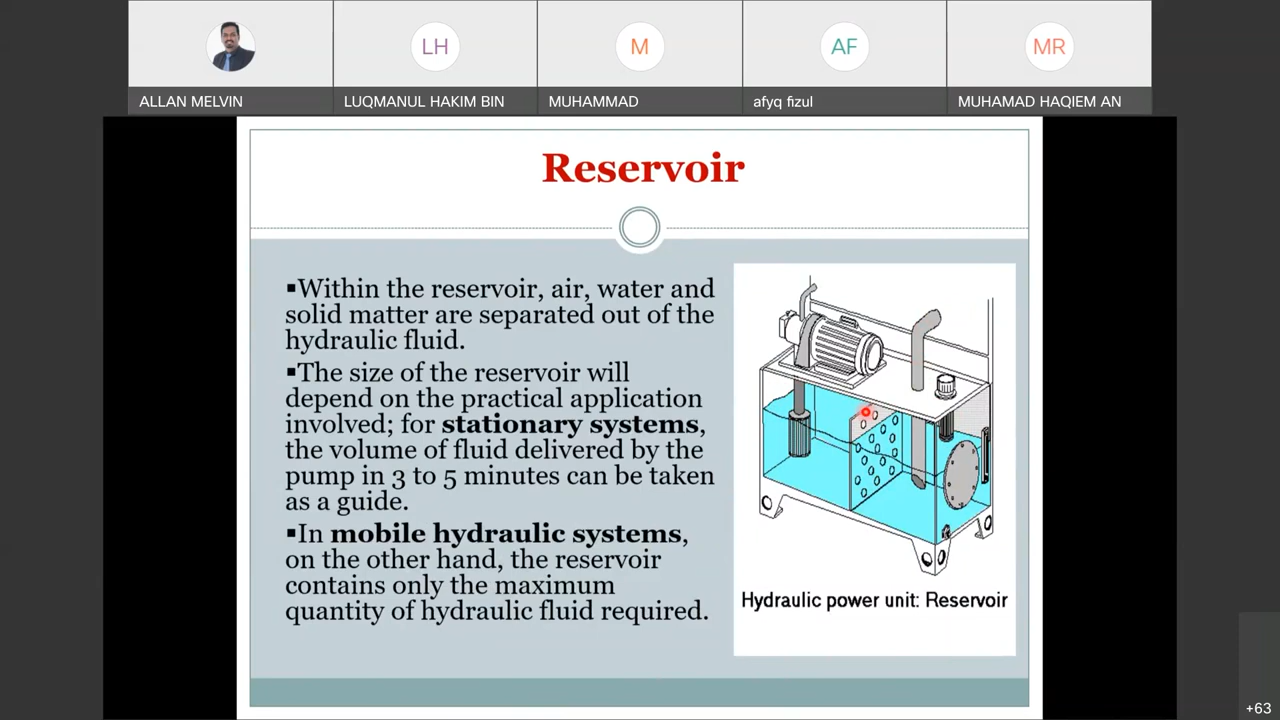 LH
M
AF
MR
ALLAN MELVIN
LUQMANUL HAKIM BIN
MUHAMMAD
afyq fizul
MUHAMAD HAQIEM AN
Reservoir
▪Within the reservoir, air, water and
solid matter are separated out of the
hydraulic fluid.
▪The size of the reservoir will
depend on the practical application
involved; for stationary systems,
the volume of fluid delivered by the
pump in 3 to 5 minutes can be taken
as a guide.
▪In mobile hydraulic systems,
on the other hand, the reservoir
contains only the maximum
quantity of hydraulic fluid required.
Hydraulic power unit: Reservoir
+63